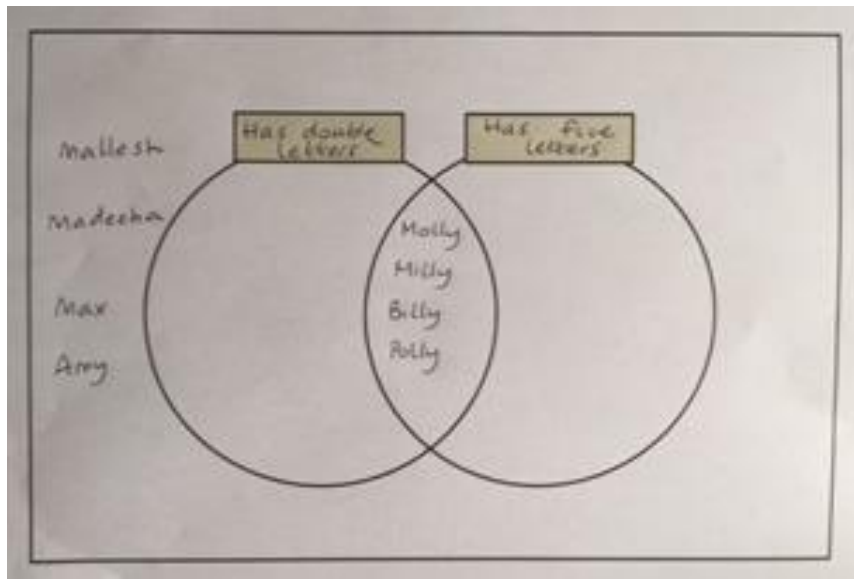 Has double
letters
Has five
letters
Mallesh
Madeeha
Max
Amy
Molly
Milly
Billy
Polly